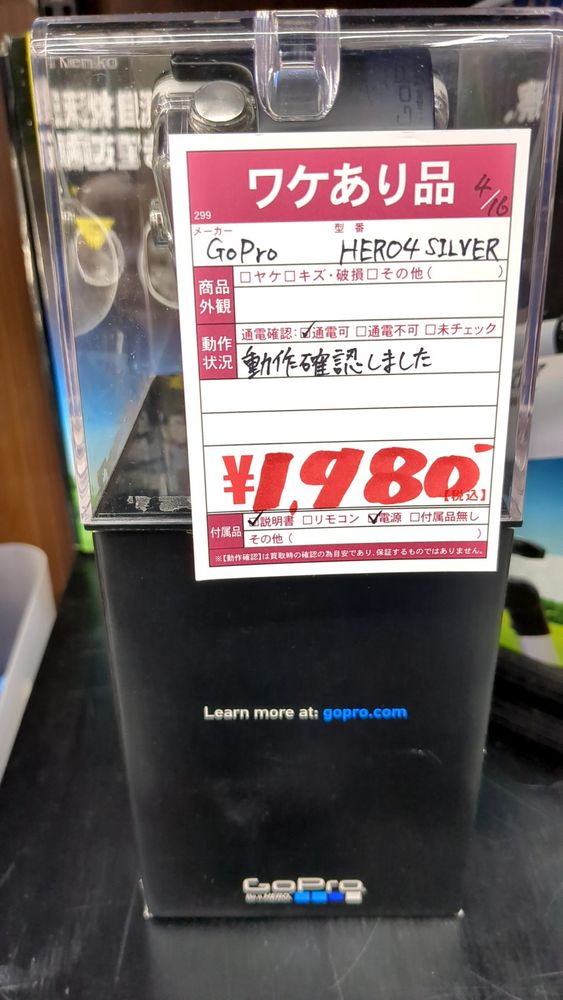 Kenko
GoPro
ワケあり品
4/16
299
メーカー
型番
GoPro HERO4 SILVER
商品外観
□ヤケ□キズ・破損□その他( )
動作状況
通電確認:☑通電可 □通電不可 □未チェック
動作確認しました
¥1,980-
【税込】
付属品
☑説明書 □リモコン ☑電源 □付属品無し
その他( )
※【動作確認】は買取時の確認の為目安であり、保証するものではありません。
Learn more at: gopro.com
GoPro
Be a HERO.